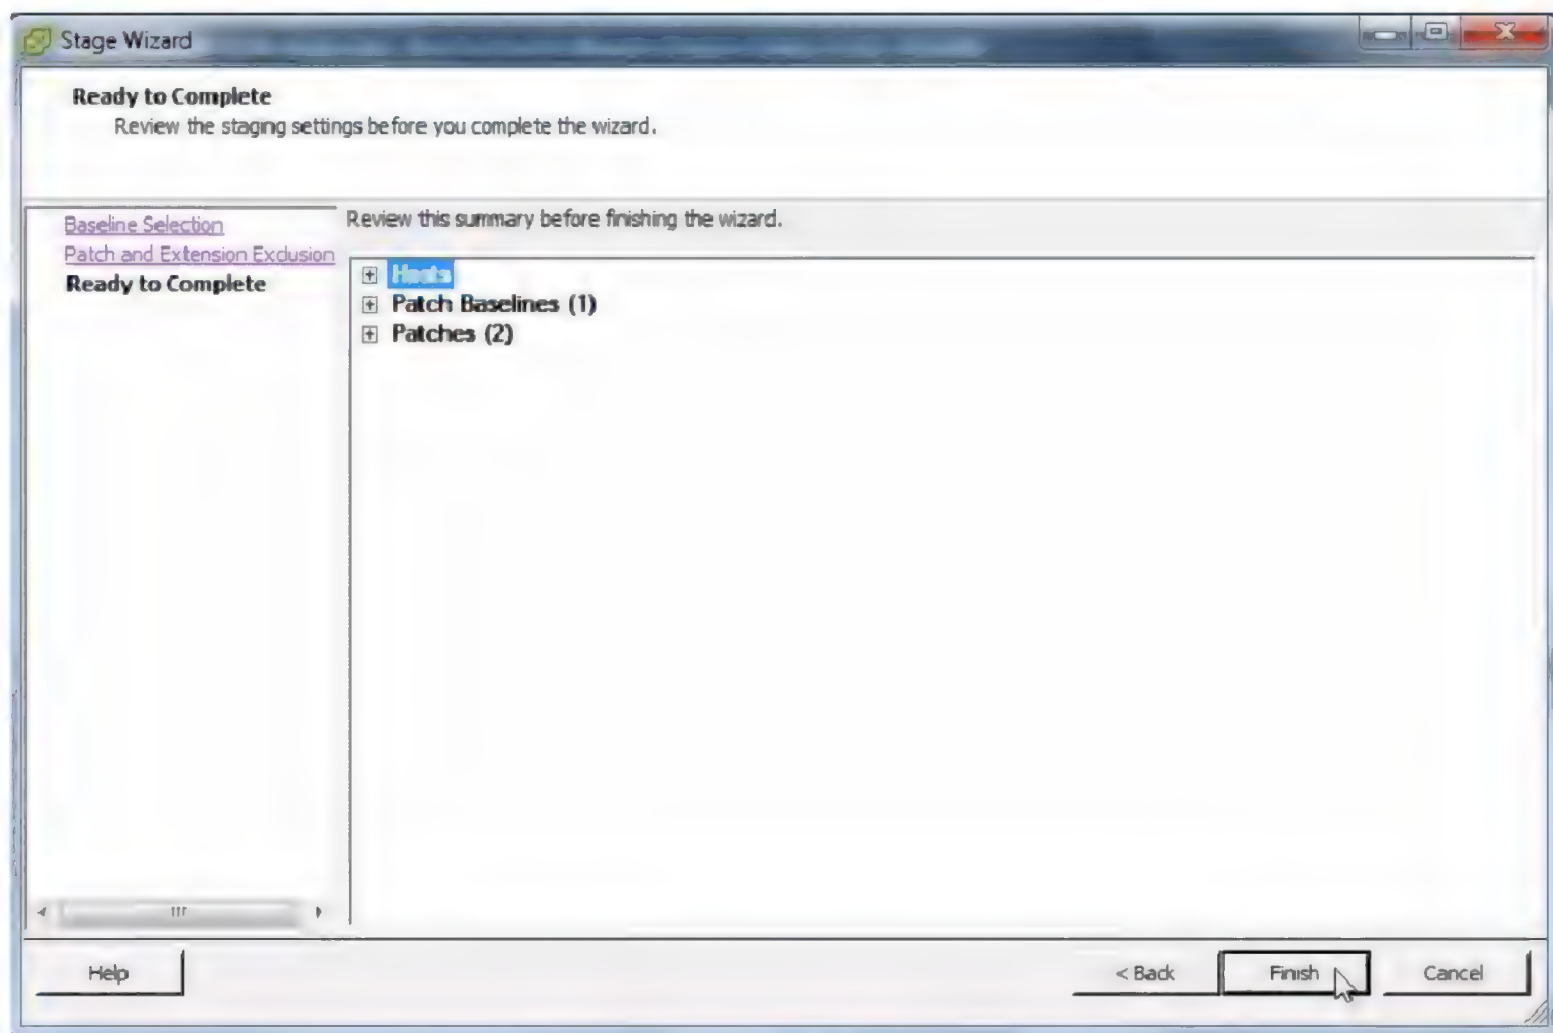 Stage Wizard
Ready to Complete
Review the staging settings before you complete the wizard.
Baseline Selection
Patch and Extension Exclusion
Ready to Complete
Review this summary before finishing the wizard.
Hosts
Patch Baselines (1)
Patches (2)
Help
< Back
Finish
Cancel